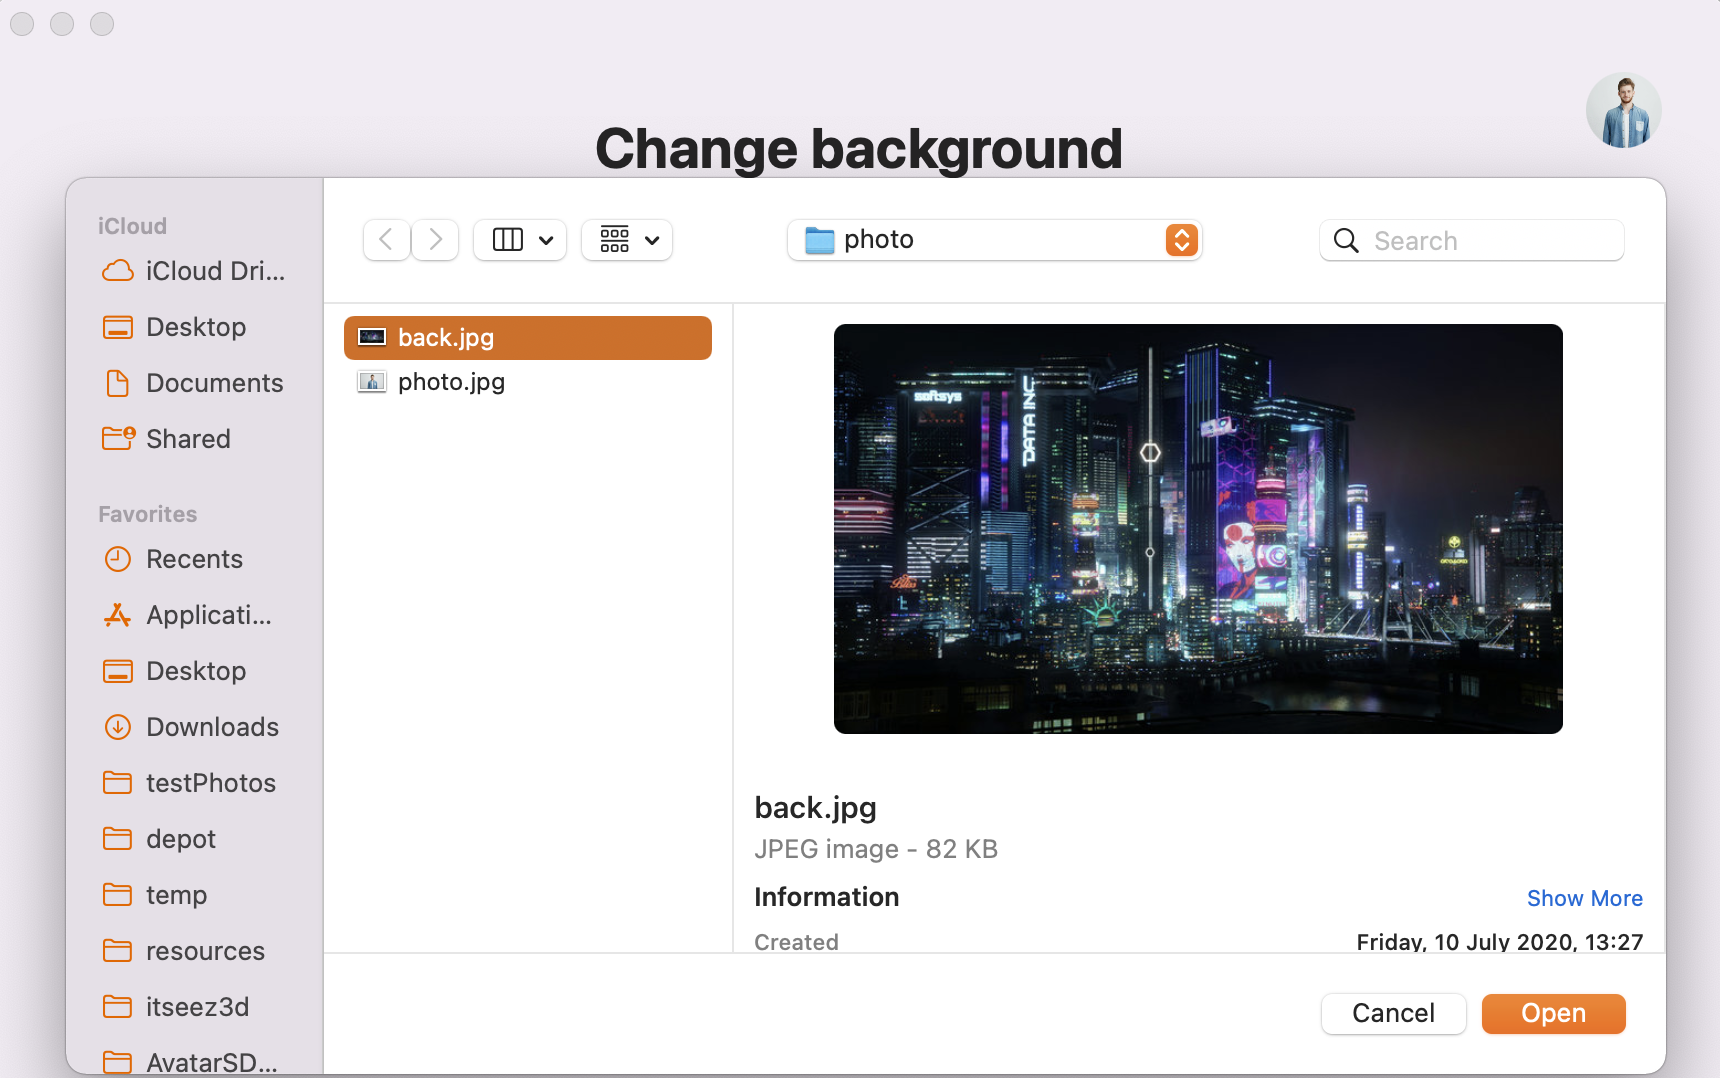 Change background
iCloud
iCloud Dri...
Desktop
Documents
Shared
Favorites
Recents
Applicati...
Desktop
Downloads
testPhotos
depot
temp
resources
itseez3d
AvatarSD...
photo
Search
back.jpg
photo.jpg
softsys
DATA INC
back.jpg
JPEG image - 82 KB
Information
Show More
Created
Friday, 10 July 2020, 13:27
Cancel
Open